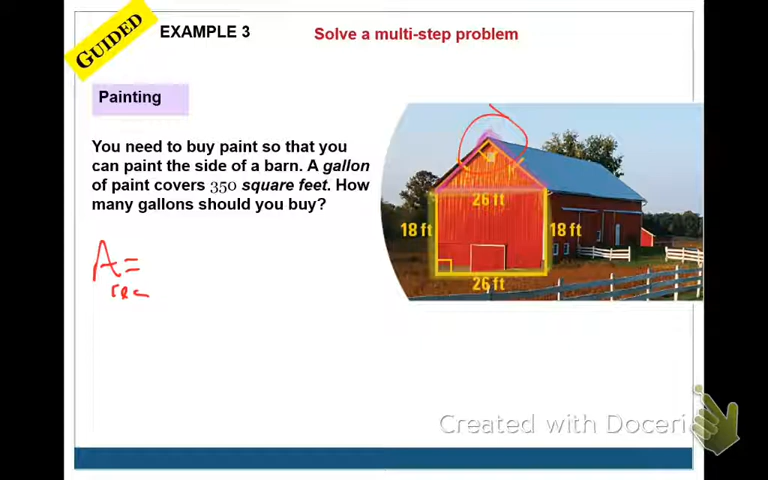 GUIDED
EXAMPLE 3
Solve a multi-step problem
Painting
You need to buy paint so that you
can paint the side of a barn. A gallon
of paint covers 350 square feet. How
many gallons should you buy?
26 ft
18 ft
18 ft
26 ft
A=
rec
Created with Doceri